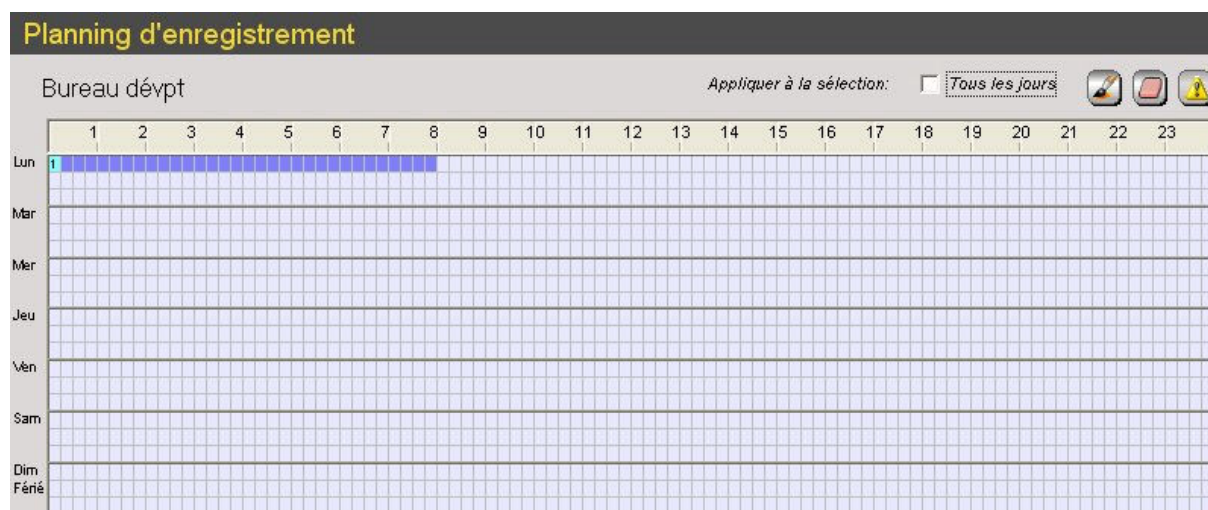 Planning d'enregistrement
Bureau dévpt Appliquer à la sélection: Tous les jours
1 2 3 4 5 6 7 8 9 10 11 12 13 14 15 16 17 18 19 20 21 22 23
Lun 1
Mar
Mer
Jeu
Ven
Sam
Dim
Férié